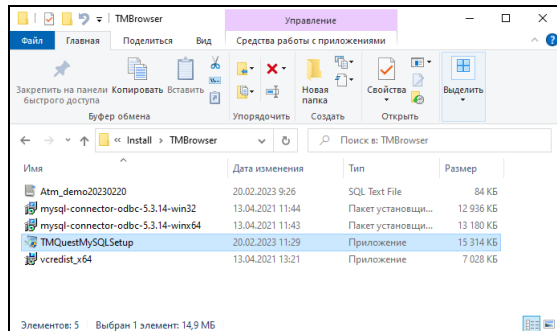 TMBrowser
Управление
Файл Главная Поделиться Вид Средства работы с приложениями
Закрепить на панели быстрого доступа
Копировать
Вставить
Новая папка
Свойства
Выделить
Буфер обмена Упорядочить Создать Открыть
« Install › TMBrowser Поиск в: TMBrowser
Имя Дата изменения Тип Размер
Atm_demo20230220 20.02.2023 9:26 SQL Text File 84 КБ
mysql-connector-odbc-5.3.14-win32 13.04.2021 11:44 Пакет установщи... 12 936 КБ
mysql-connector-odbc-5.3.14-winx64 13.04.2021 11:43 Пакет установщи... 13 180 КБ
TMQuestMySQLSetup 20.02.2023 11:29 Приложение 15 314 КБ
vcredist_x64 13.04.2021 13:21 Приложение 7 028 КБ
Элементов: 5 Выбран 1 элемент: 14,9 МБ